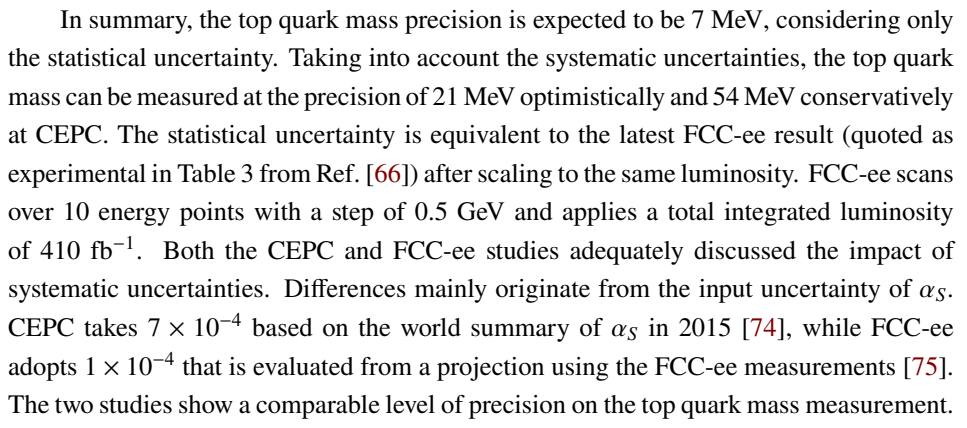 In summary, the top quark mass precision is expected to be 7 MeV, considering only
the statistical uncertainty. Taking into account the systematic uncertainties, the top quark
mass can be measured at the precision of 21 MeV optimistically and 54 MeV conservatively
at CEPC. The statistical uncertainty is equivalent to the latest FCC-ee result (quoted as
experimental in Table 3 from Ref. [66]) after scaling to the same luminosity. FCC-ee scans
over 10 energy points with a step of 0.5 GeV and applies a total integrated luminosity
of 410 fb⁻¹. Both the CEPC and FCC-ee studies adequately discussed the impact of
systematic uncertainties. Differences mainly originate from the input uncertainty of α_S.
CEPC takes 7 × 10⁻⁴ based on the world summary of α_S in 2015 [74], while FCC-ee
adopts 1 × 10⁻⁴ that is evaluated from a projection using the FCC-ee measurements [75].
The two studies show a comparable level of precision on the top quark mass measurement.